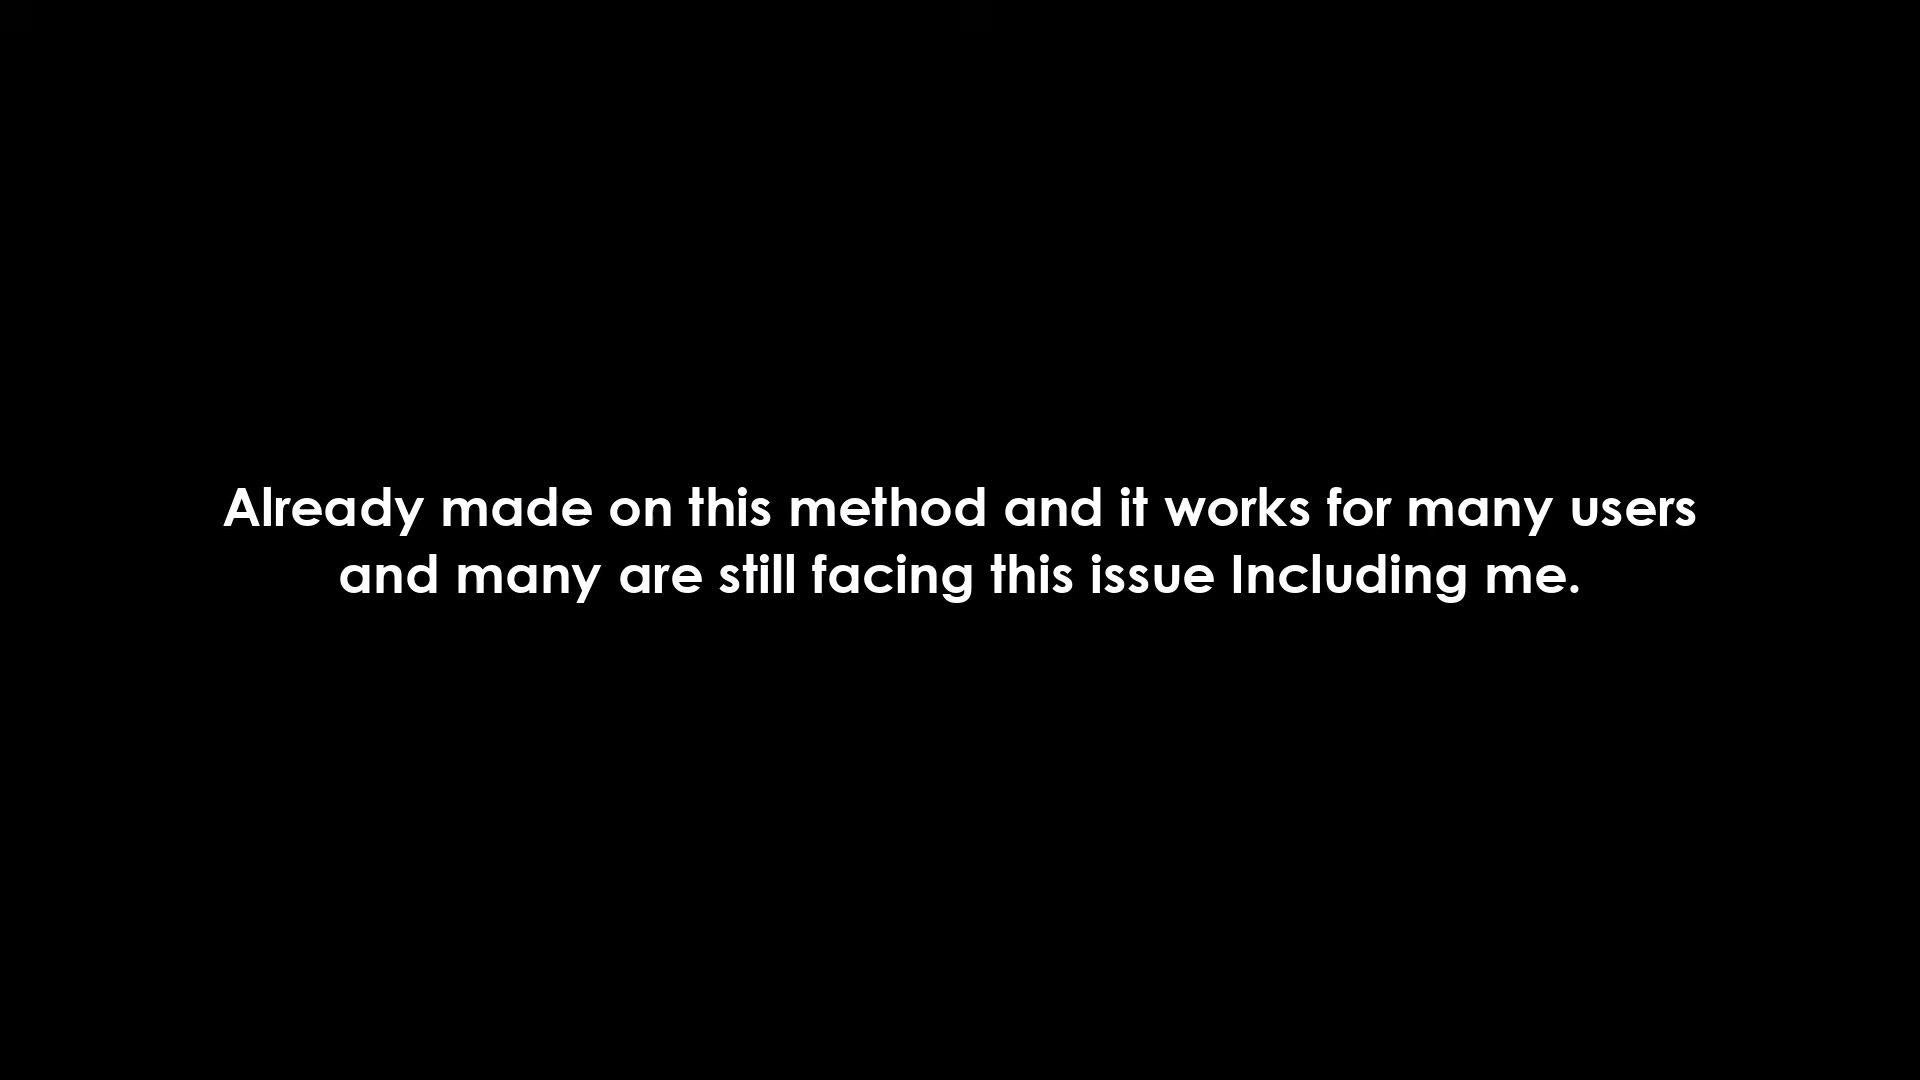 Already made on this method and it works for many users
and many are still facing this issue Including me.